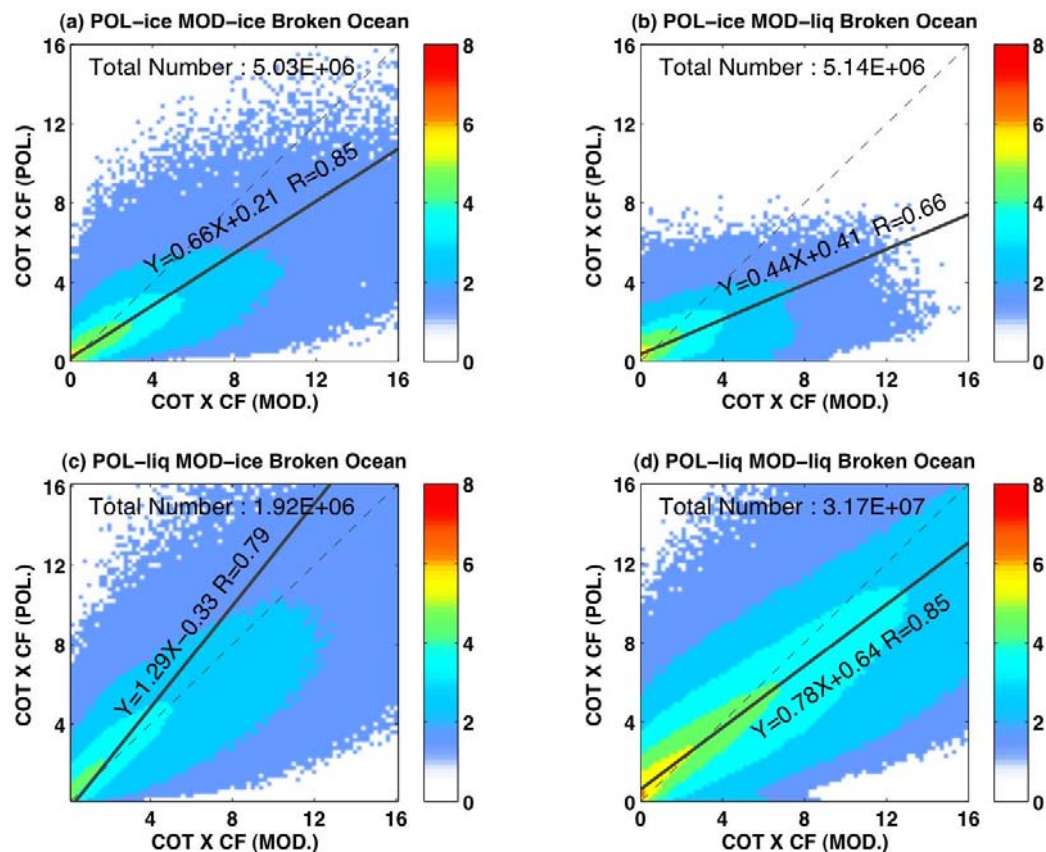 (a) POL-ice MOD-ice Broken Ocean
16
12
8
4
0
COT X CF (POL.)
Total Number : 5.03E+06
Y=0.66X+0.21 R=0.85
0 4 8 12 16
COT X CF (MOD.)
8
6
4
2
0
(b) POL-ice MOD-liq Broken Ocean
16
12
8
4
0
COT X CF (POL.)
Total Number : 5.14E+06
Y=0.44X+0.41 R=0.66
0 4 8 12 16
COT X CF (MOD.)
8
6
4
2
0
(c) POL-liq MOD-ice Broken Ocean
16
12
8
4
COT X CF (POL.)
Total Number : 1.92E+06
Y=1.29X-0.33 R=0.79
4 8 12 16
COT X CF (MOD.)
8
6
4
2
0
(d) POL-liq MOD-liq Broken Ocean
16
12
8
4
0
COT X CF (POL.)
Total Number : 3.17E+07
Y=0.78X+0.64 R=0.85
0 4 8 12 16
COT X CF (MOD.)
8
6
4
2
0